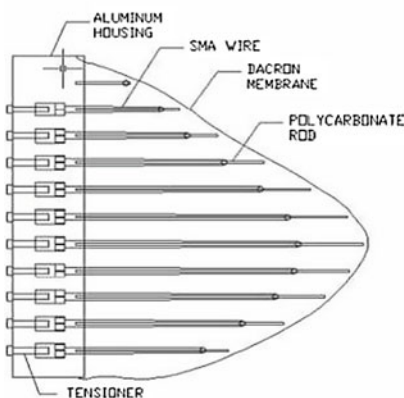 ALUMINUM
HOUSING
SMA WIRE
DACRON
MEMBRANE
POLYCARBONATE
ROD
TENSIONER